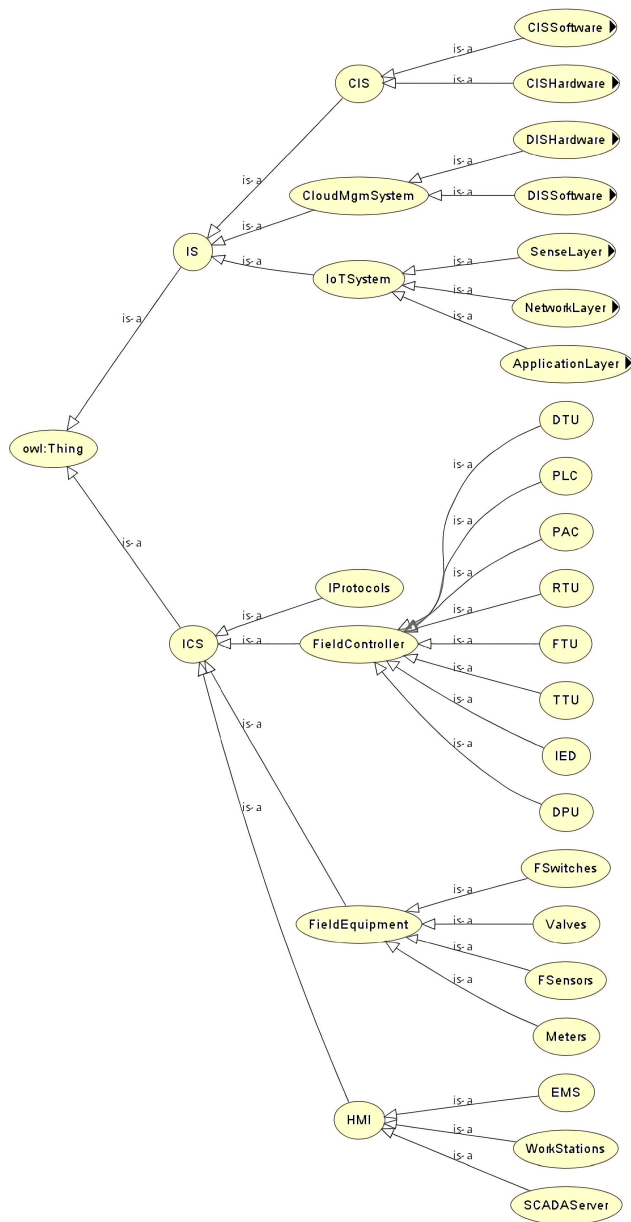 CISSoftware
is-a
CIS
is-a
CISHardware
DISHardware
is-a
is-a
CloudMgmSystem
is-a
DISSoftware
is-a
IS
is-a
SenseLayer
is-a
IoTSystem
is-a
NetworkLayer
is-a
is-a
ApplicationLayer
DTU
owl:Thing
is-a
PLC
is-a
is-a
PAC
is-a
IProtocols
RTU
is-a
is-a
ICS
is-a
FieldController
is-a
FTU
is-a
TTU
is-a
is-a
IED
is-a
is-a
DPU
FSwitches
is-a
FieldEquipment
is-a
Valves
is-a
FSensors
is-a
Meters
EMS
is-a
HMI
is-a
WorkStations
is-a
SCADAServer